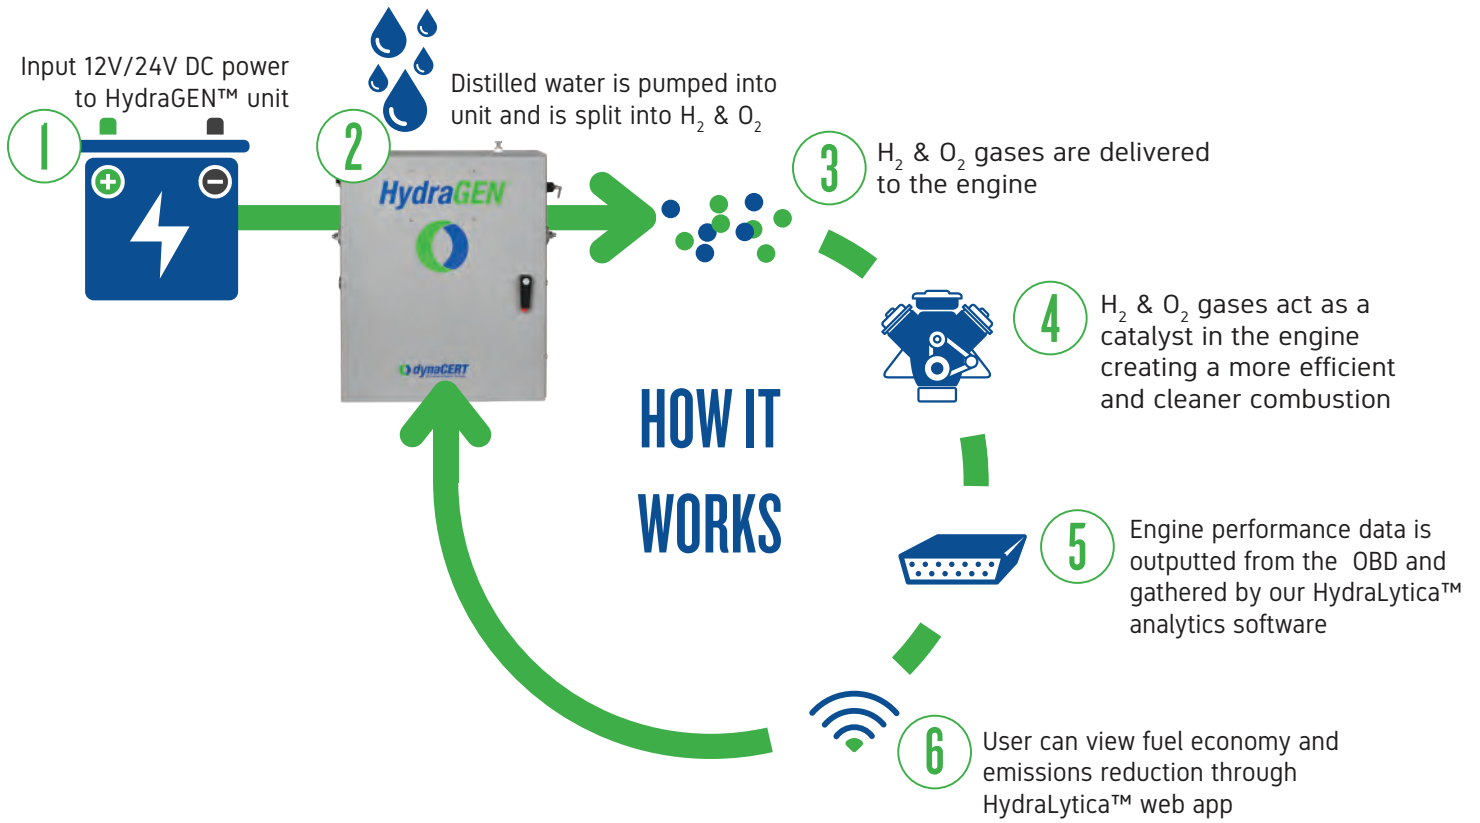 Input 12V/24V DC power
to HydraGEN™ unit
1
2
Distilled water is pumped into
unit and is split into H₂ & O₂
HydraGEN
dynaCERT
3
H₂ & O₂ gases are delivered
to the engine
4
H₂ & O₂ gases act as a
catalyst in the engine
creating a more efficient
and cleaner combustion
HOW IT
WORKS
5
Engine performance data is
outputted from the OBD and
gathered by our HydraLytica™
analytics software
6
User can view fuel economy and
emissions reduction through
HydraLytica™ web app